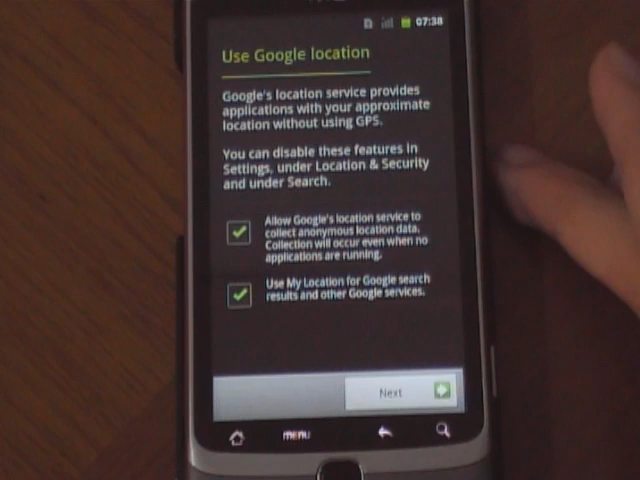 07:38
Use Google location
Google's location service provides
applications with your approximate
location without using GPS.
You can disable these features in
Settings, under Location & Security
and under Search.
Allow Google's location service to
collect anonymous location data.
Collection will occur even when no
applications are running.
Use My Location for Google search
results and other Google services.
Next
menu